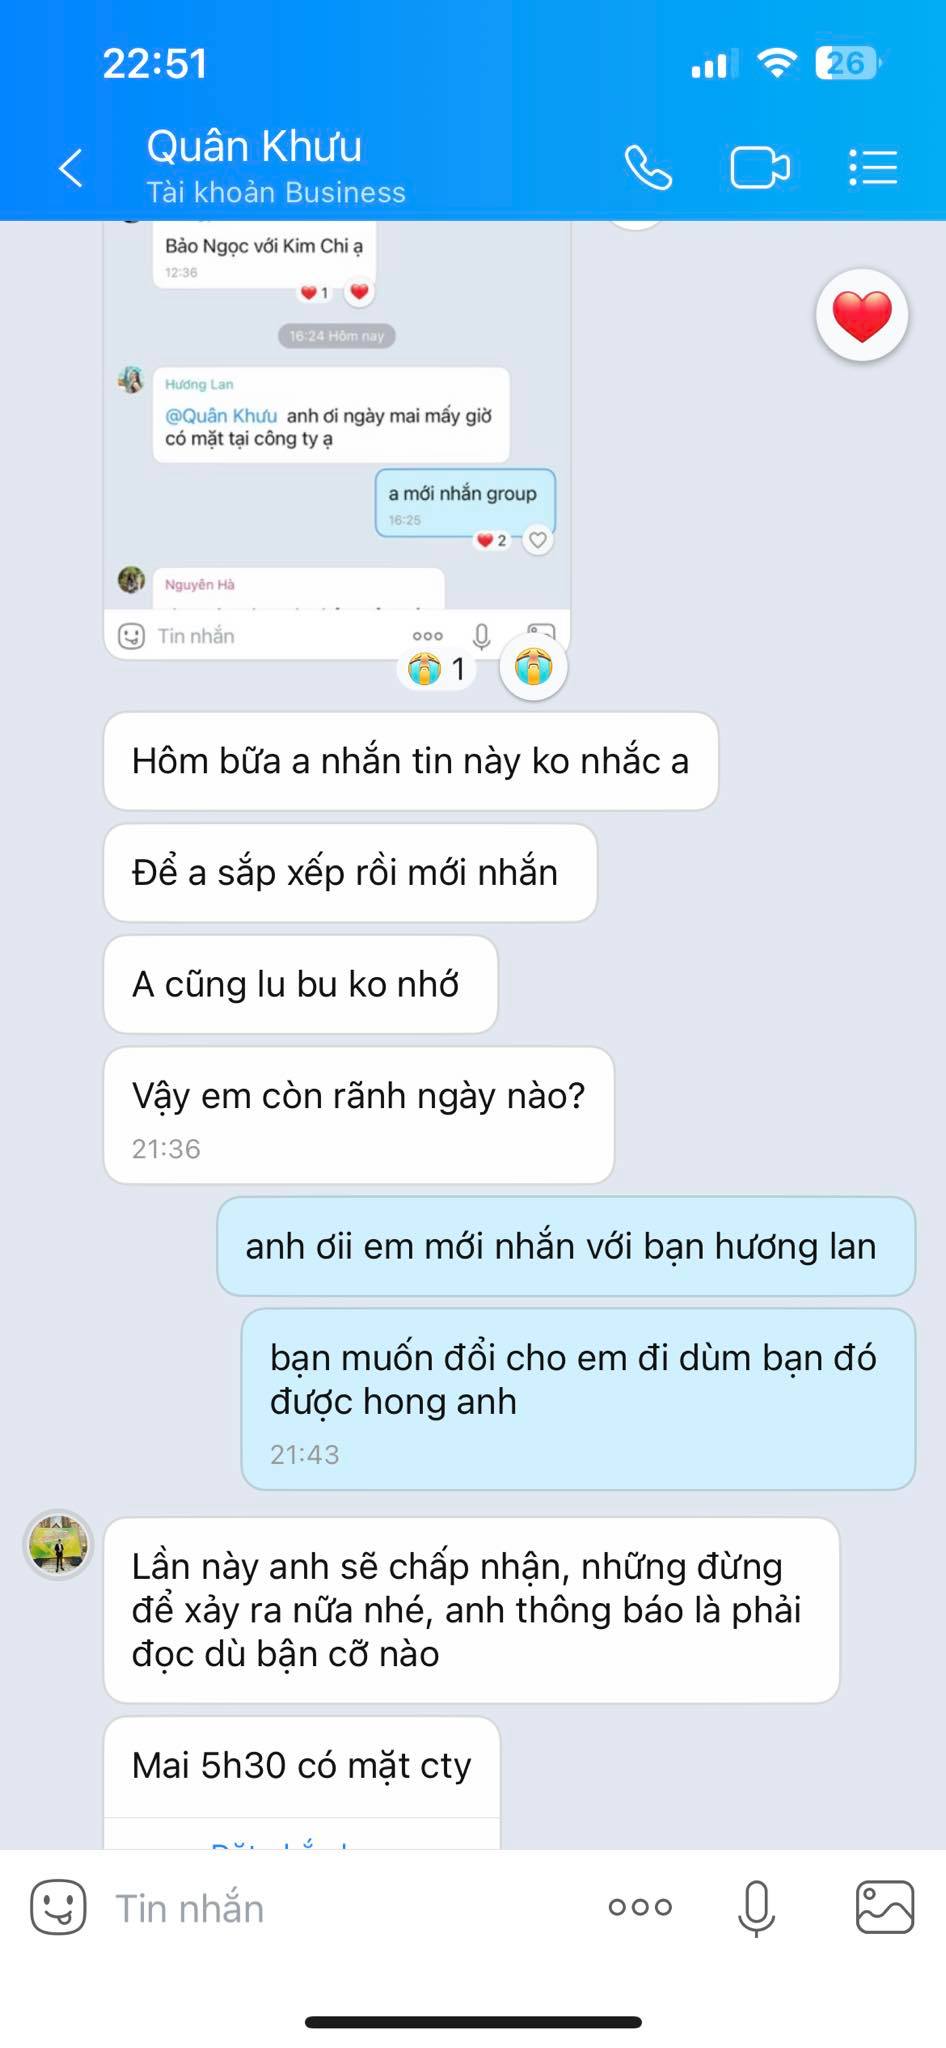 22:51
26
Quân Khưu
Tài khoản Business
Bảo Ngọc với Kim Chi ạ
12:36
1
16:24 Hôm nay
Hương Lan
@Quân Khưu anh ơi ngày mai mấy giờ
có mặt tại công ty ạ
a mới nhắn group
16:25
2
Nguyên Hà
Tin nhắn
1
Hôm bữa a nhắn tin này ko nhắc a
Để a sắp xếp rồi mới nhắn
A cũng lu bu ko nhớ
Vậy em còn rãnh ngày nào?
21:36
anh ơii em mới nhắn với bạn hương lan
bạn muốn đổi cho em đi dùm bạn đó
được hong anh
21:43
Lần này anh sẽ chấp nhận, những đừng
để xảy ra nữa nhé, anh thông báo là phải
đọc dù bận cỡ nào
Mai 5h30 có mặt cty
Tin nhắn